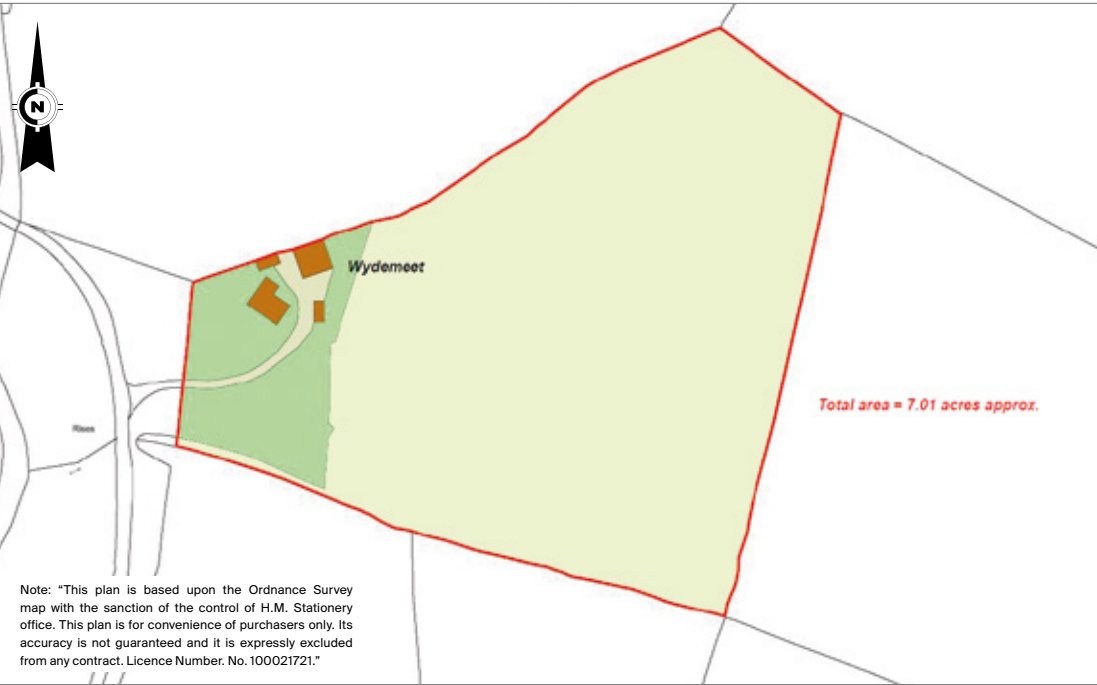 N
Wydemeet
Total area = 7.01 acres approx.
Note: “This plan is based upon the Ordnance Survey
map with the sanction of the control of H.M. Stationery
office. This plan is for convenience of purchasers only. Its
accuracy is not guaranteed and it is expressly excluded
from any contract. Licence Number. No. 100021721.”